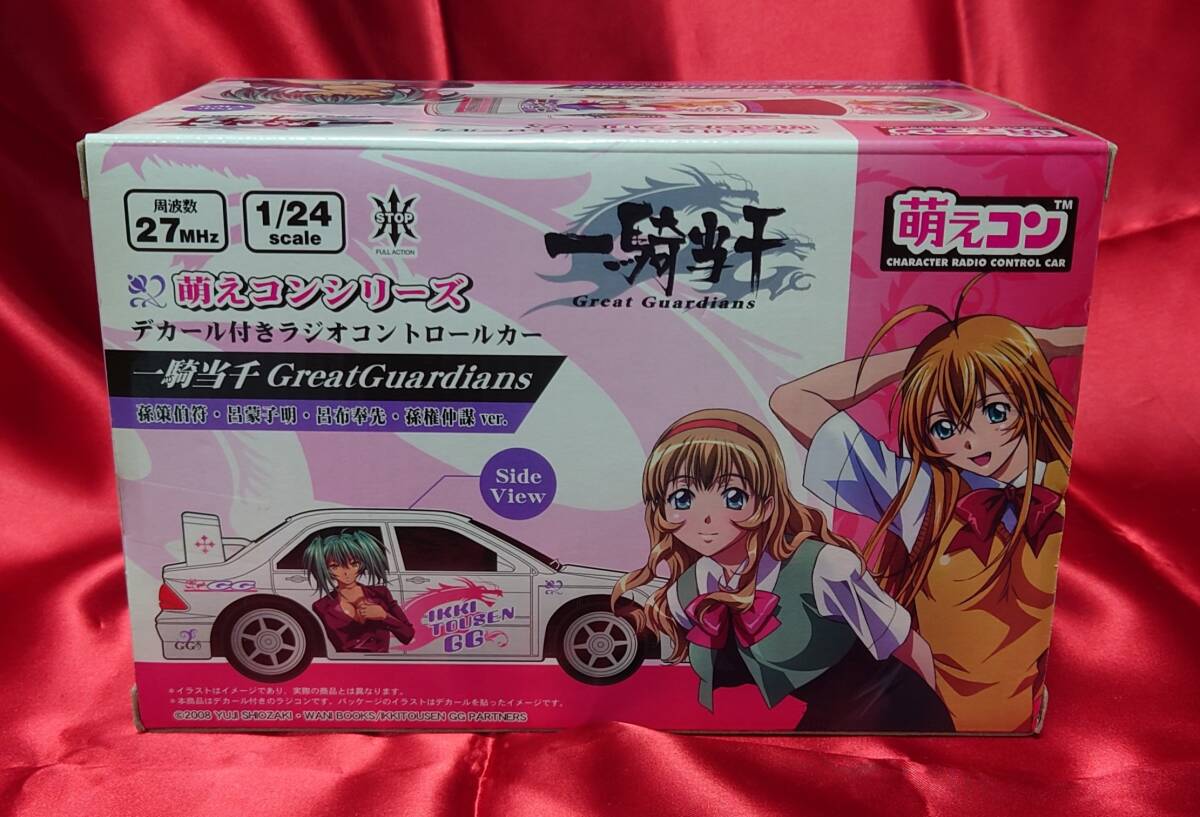 周波数
27MHz
1/24
scale
STOP
FULL ACTION
一騎当千
Great Guardians
萌えコン™
CHARACTER RADIO CONTROL CAR
萌えコンシリーズ
デカール付きラジオコントロールカー
一騎当千 GreatGuardians
孫策伯符・呂蒙子明・呂布奉先・孫権仲謀 ver.
Side
View
GG
IKKI
TOUSEN
GG
GG
*イラストはイメージであり、実際の商品とは異なります。
*本商品はデカール付きのラジコンです。パッケージのイラストはデカールを貼ったイメージです。
©2008 YUJI SHIOZAKI・WANI BOOKS/IKKITOUSEN GG PARTNERS